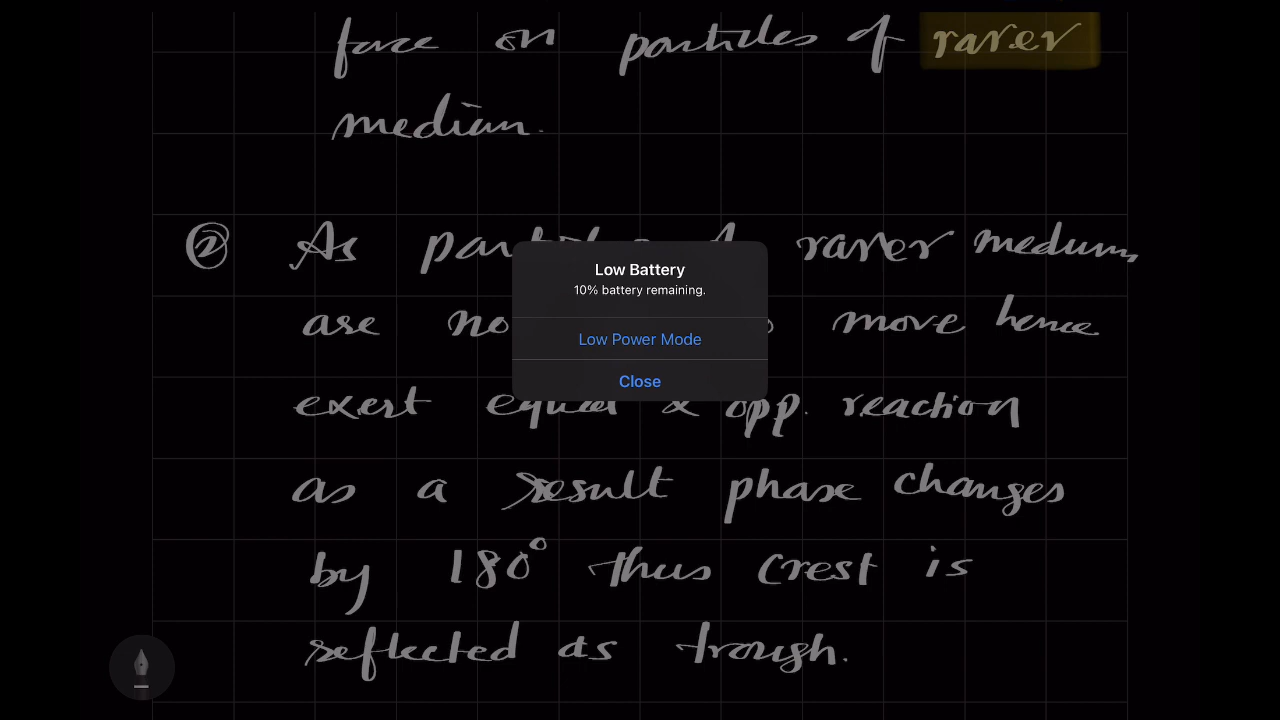 force on particles of rarer
medium.
② As of rarer medium,
are move hence
exert equal & opp. reaction
as a result phase changes
by 180° thus crest is
reflected as trough.
Low Battery
10% battery remaining.
Low Power Mode
Close